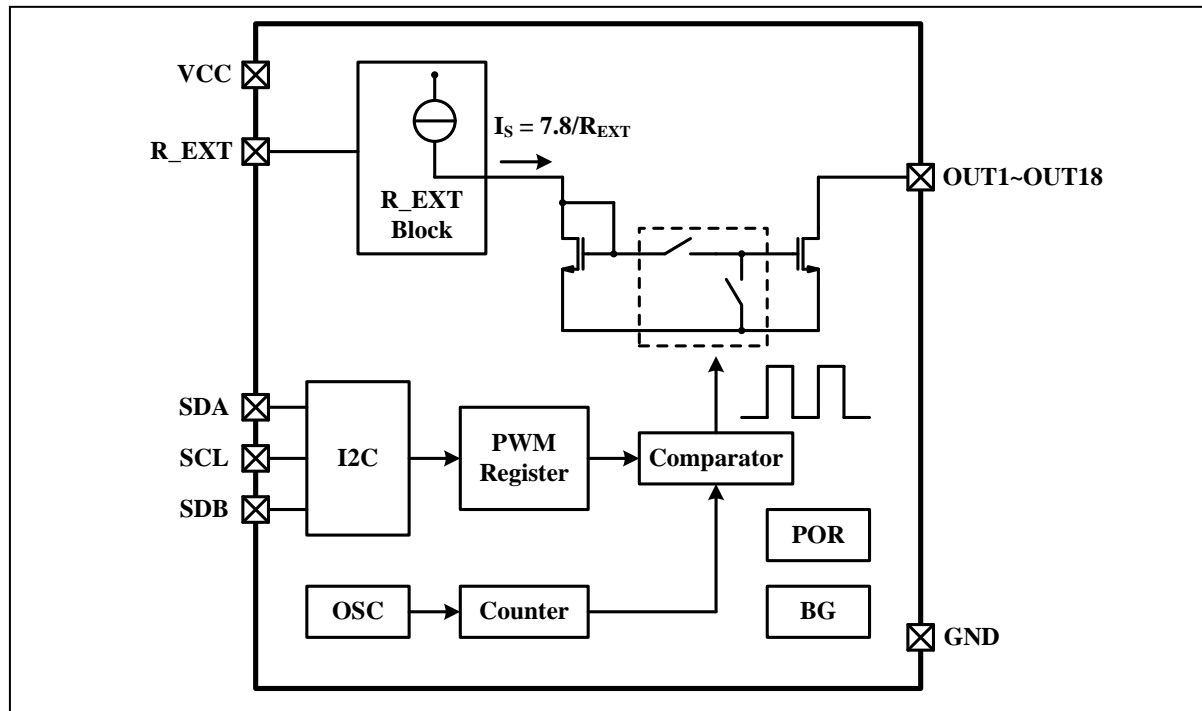 VCC
R_EXT
I_S = 7.8/R_EXT
R_EXT
Block
OUT1~OUT18
SDA
SCL
SDB
I2C
PWM
Register
Comparator
POR
OSC
Counter
BG
GND